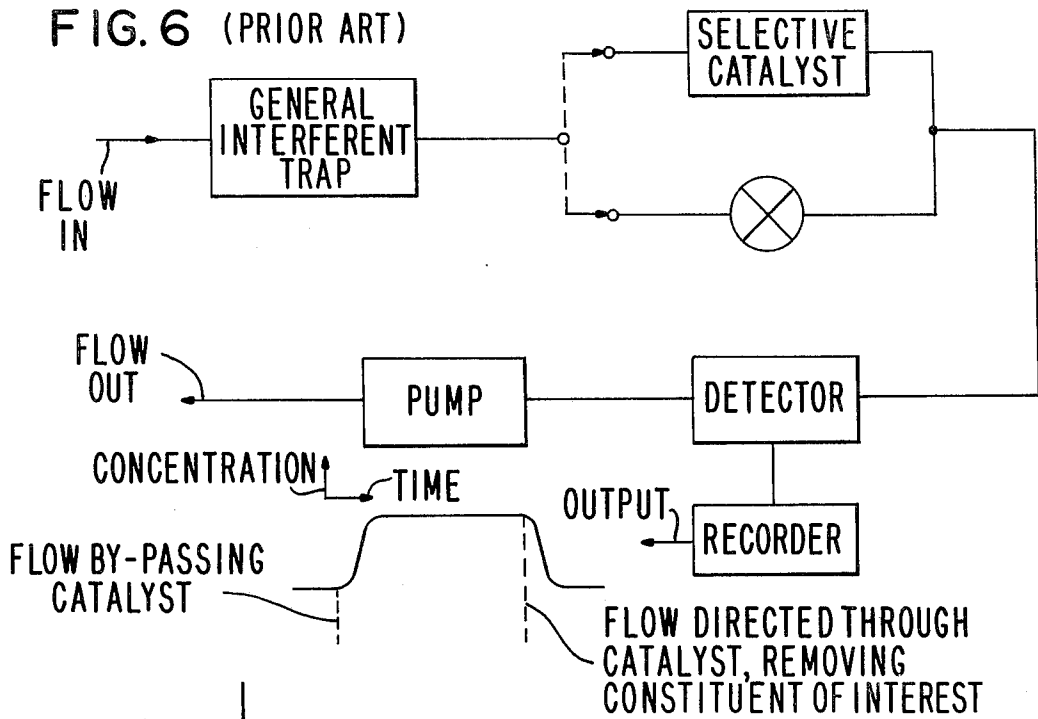 FIG. 6 (PRIOR ART)
SELECTIVE
CATALYST
GENERAL
INTERFERENT
TRAP
FLOW
IN
FLOW
OUT
PUMP
DETECTOR
CONCENTRATION
TIME
OUTPUT
RECORDER
FLOW BY-PASSING
CATALYST
FLOW DIRECTED THROUGH
CATALYST, REMOVING
CONSTITUENT OF INTEREST